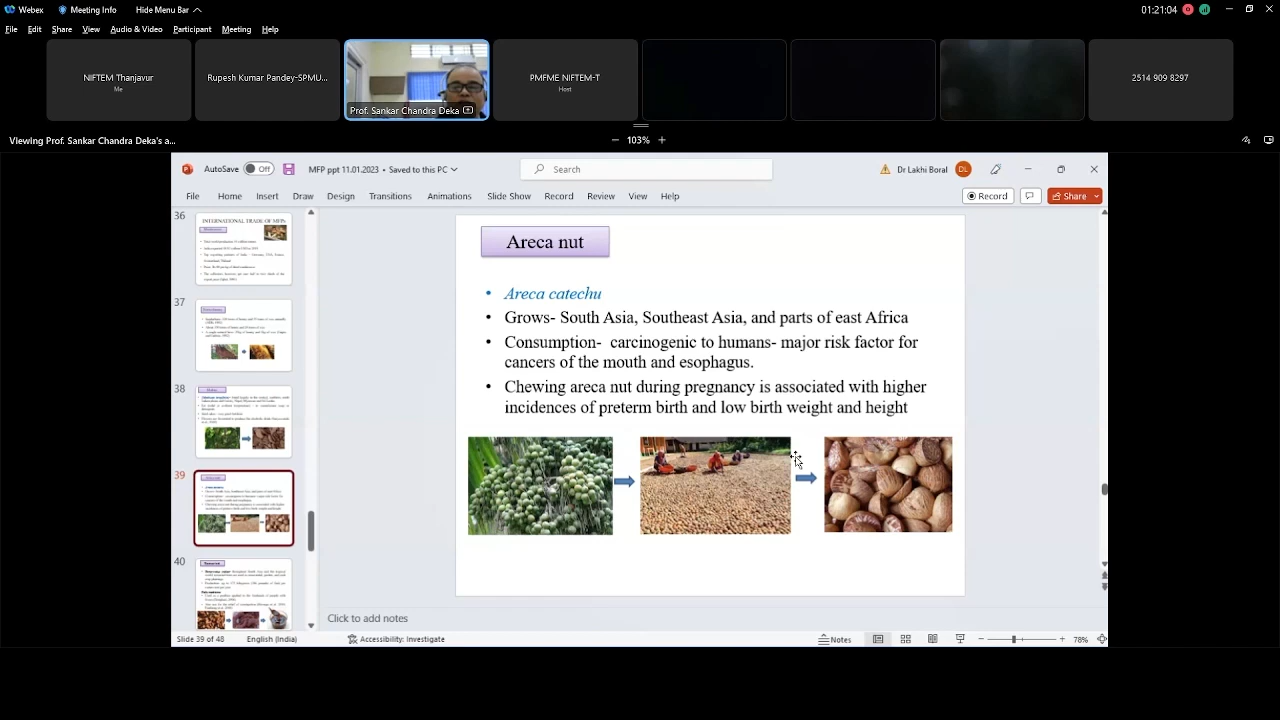 Webex
Meeting Info
Hide Menu Bar
01:21:04
File Edit Share View Audio & Video Participant Meeting Help
NIFTEM Thanjavur
Me
Rupesh Kumar Pandey-SPMU...
Prof. Sankar Chandra Deka
PMFME NIFTEM-T
Host
2514 909 8297
Viewing Prof. Sankar Chandra Deka's a...
103%
AutoSave Off
MFP ppt 11.01.2023 • Saved to this PC
Search
Dr Lakhi Boral
DL
File Home Insert Draw Design Transitions Animations Slide Show Record Review View Help
Record
Share
36
INTERNATIONAL TRADE OF MFPs
37
38
39
40
Areca nut
• Areca catechu
• Grow - South Asia, Southeast Asia, and parts of east Africa.
• Consumption- carcinogenic to humans- major risk factor for
cancers of the mouth and esophagus.
• Chewing areca nut during pregnancy is associated with higher
incidences of preterm birth and low birth weight and height
Click to add notes
Slide 39 of 48
English (India)
Accessibility: Investigate
Notes
78%